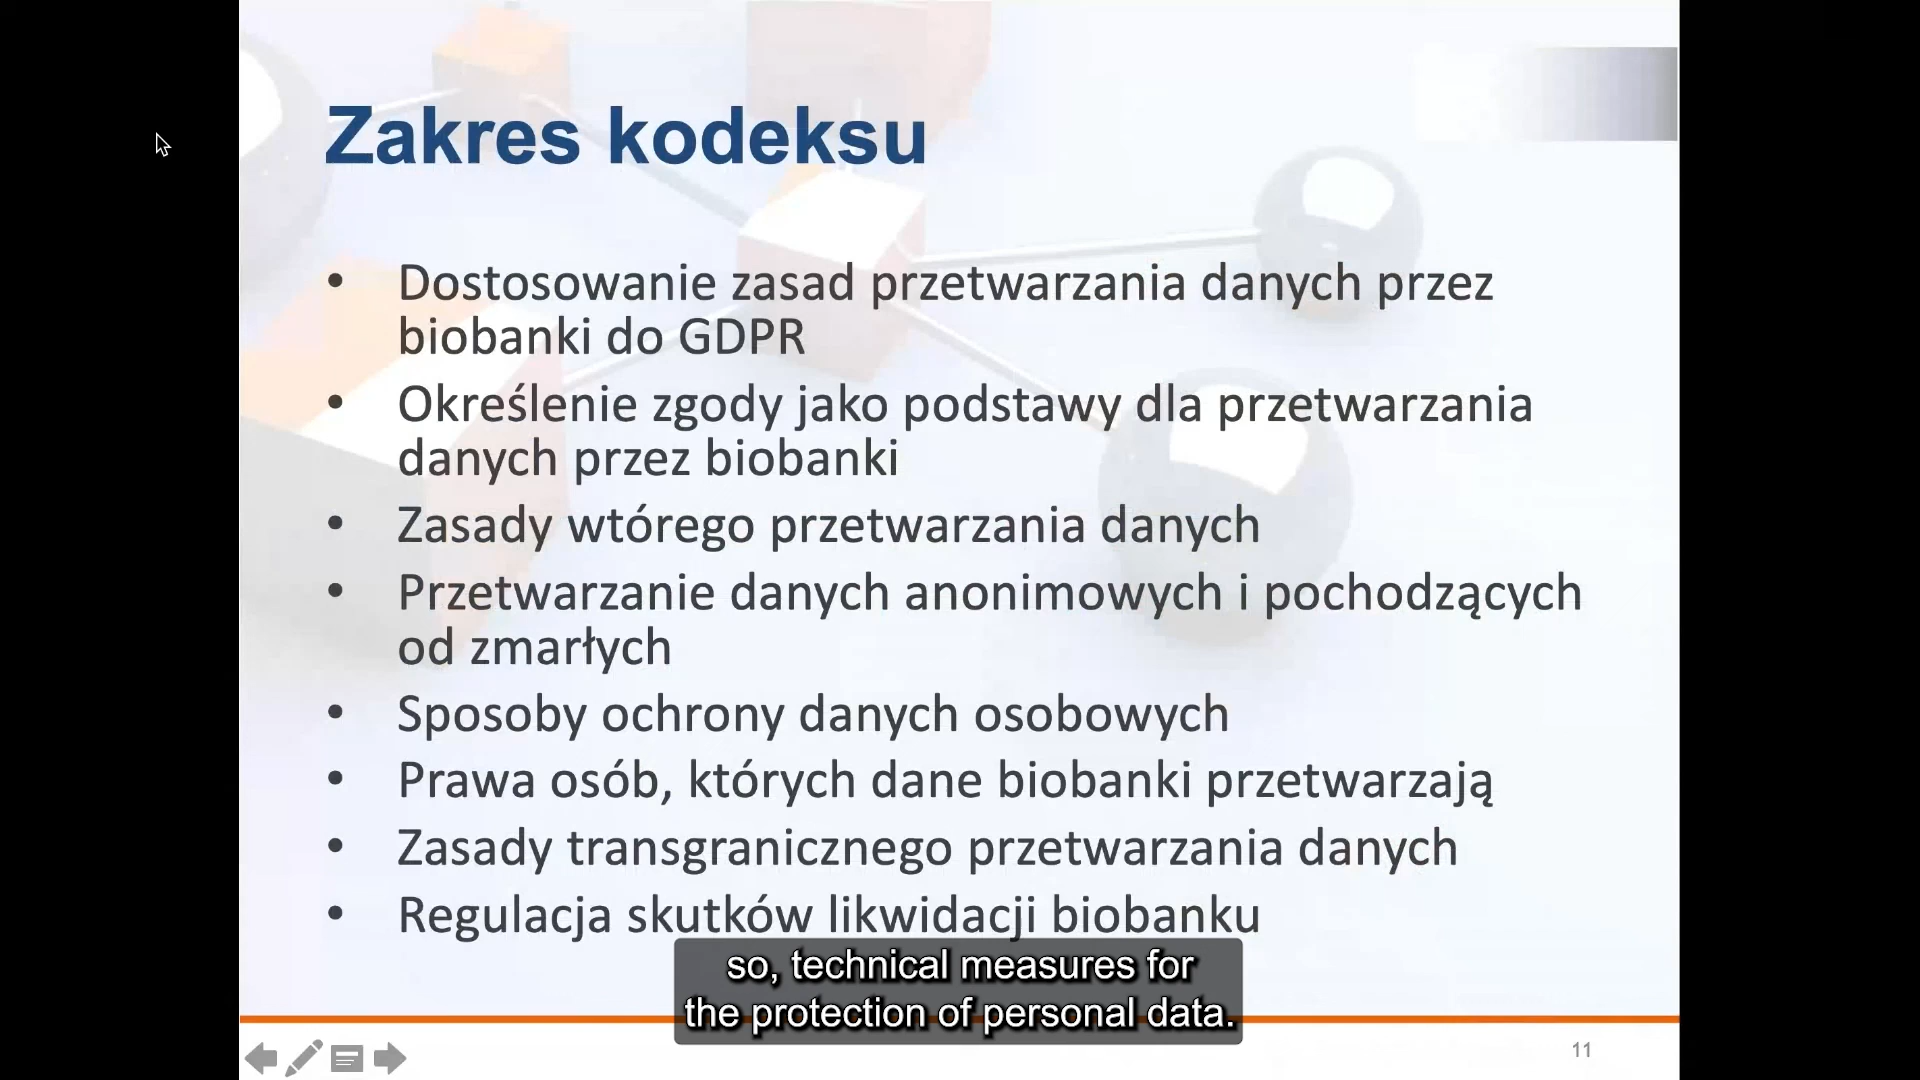 Zakres kodeksu
• Dostosowanie zasad przetwarzania danych przez
biobanki do GDPR
• Określenie zgody jako podstawy dla przetwarzania
danych przez biobanki
• Zasady wtórego przetwarzania danych
• Przetwarzanie danych anonimowych i pochodzących
od zmarłych
• Sposoby ochrony danych osobowych
• Prawa osób, których dane biobanki przetwarzają
• Zasady transgranicznego przetwarzania danych
• Regulacja skutków likwidacji biobanku
so, technical measures for
the protection of personal data.
11